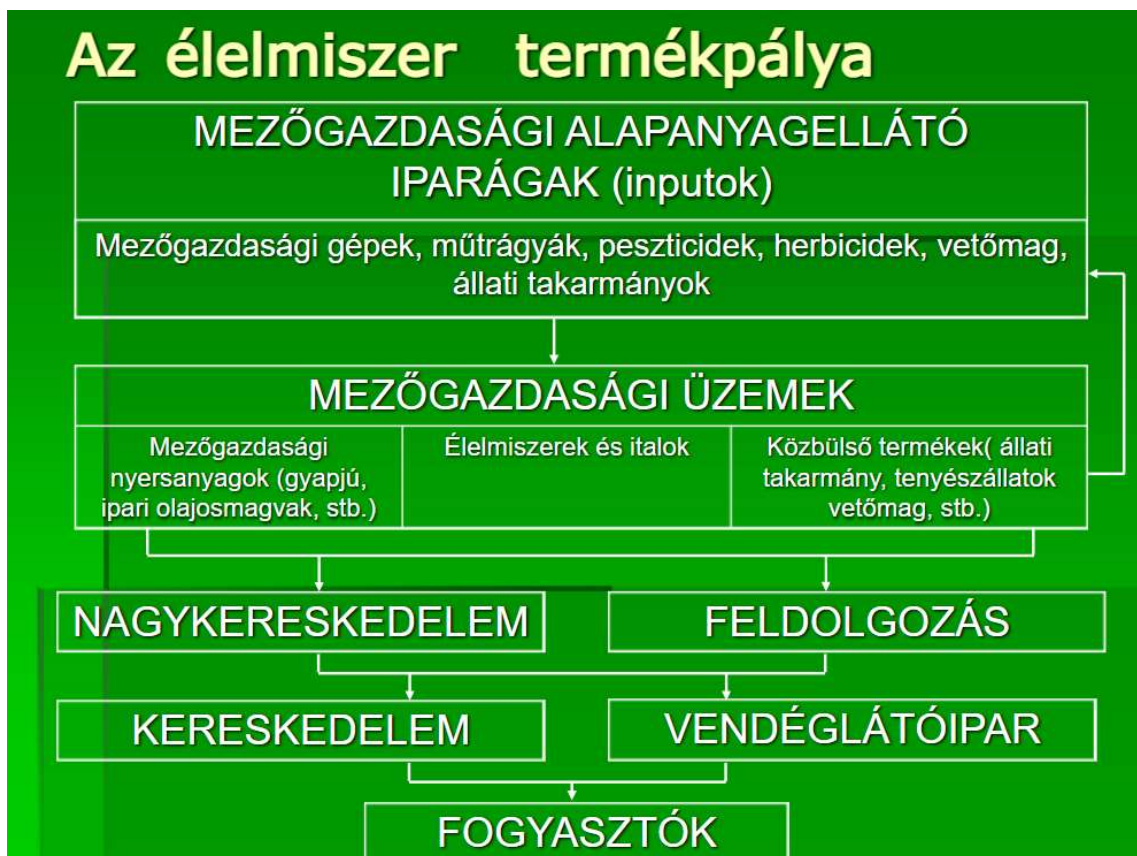 Az élelmiszer termékpálya
MEZŐGAZDASÁGI ALAPANYAGELLÁTÓ
IPARÁGAK (inputok)
Mezőgazdasági gépek, műtrágyák, peszticidek, herbicidek, vetőmag,
állati takarmányok
MEZŐGAZDASÁGI ÜZEMEK
Mezőgazdasági
nyersanyagok (gyapjú,
ipari olajosmagvak, stb.)
Élelmiszerek és italok
Közbülső termékek( állati
takarmány, tenyészállatok
vetőmag, stb.)
NAGYKERESKEDELEM
FELDOLGOZÁS
KERESKEDELEM
VENDÉGLÁTÓIPAR
FOGYASZTÓK